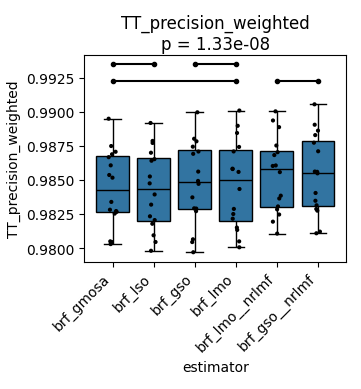 TT_precision_weighted
p = 1.33e-08
TT_precision_weighted
0.9925
0.9900
0.9875
0.9850
0.9825
0.9800
brf_gmosa
brf_lso
brf_gso
brf_lmo
brf_lmo__nrlmf
brf_gso__nrlmf
estimator